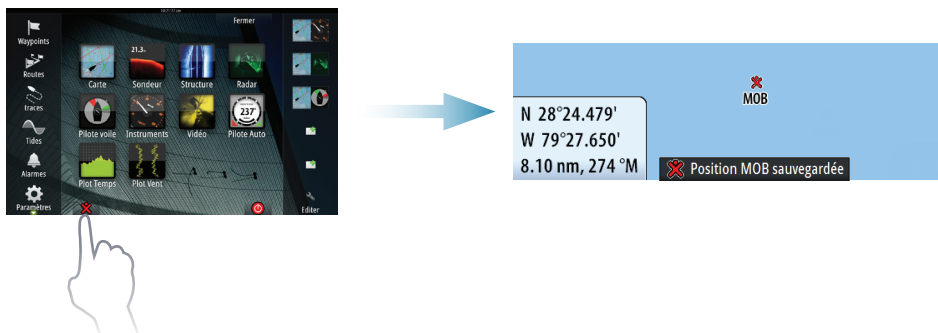 Fermer
Waypoints
Routes
traces
Tides
Alarmes
Paramètres
21.3
Carte
Sondeur
Structure
Radar
237°
Pilote voile
Instruments
Vidéo
Pilote Auto
Plot Temps
Plot Vent
Editer
MOB
N 28°24.479'
W 79°27.650'
8.10 nm, 274 °M
Position MOB sauvegardée